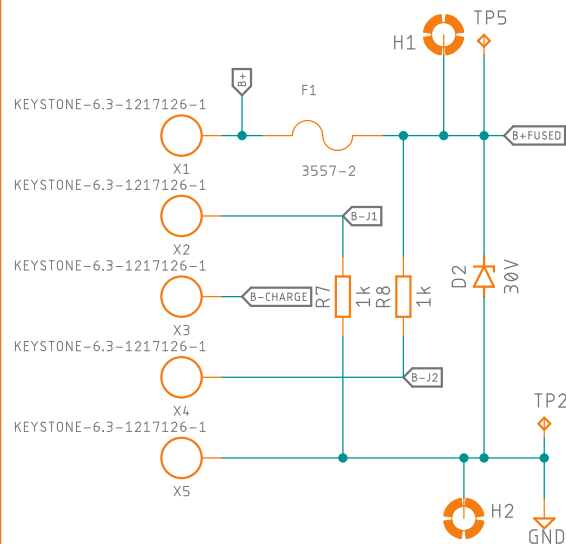 TP5
H1
B+
F1
KEYSTONE-6.3-1217126-1
B+FUSED
X1
3557-2
KEYSTONE-6.3-1217126-1
B-J1
X2
KEYSTONE-6.3-1217126-1
D2
30V
R7
1k
R8
1k
B-CHARGE
X3
KEYSTONE-6.3-1217126-1
B-J2
X4
TP2
KEYSTONE-6.3-1217126-1
X5
H2
GND